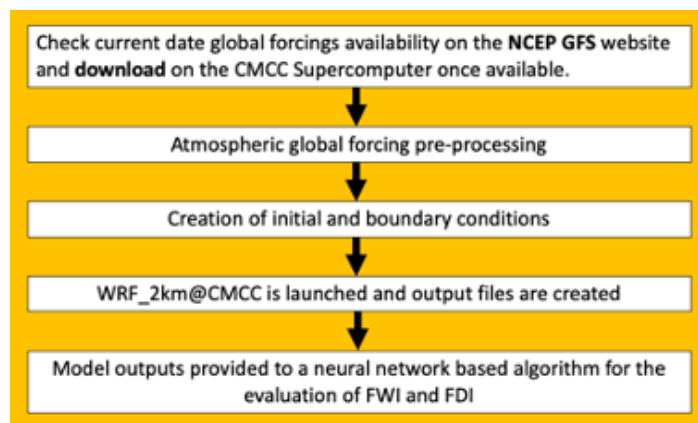 Check current date global forcings availability on the NCEP GFS website
and download on the CMCC Supercomputer once available.
Atmospheric global forcing pre-processing
Creation of initial and boundary conditions
WRF_2km@CMCC is launched and output files are created
Model outputs provided to a neural network based algorithm for the
evaluation of FWI and FDI